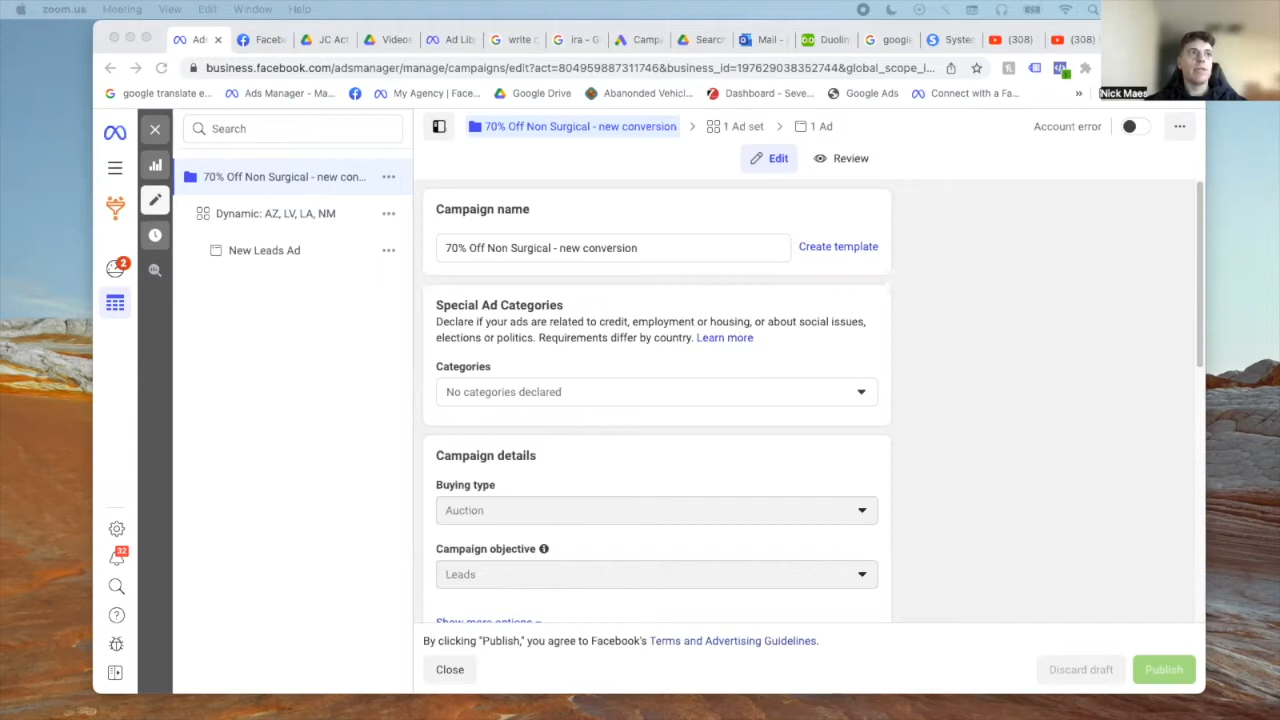 zoom.us Meeting View Edit Window Help
Ads Faceb JC Act Videos Ad Lib write c ira - G Campa Search Mail - Duolin google Syster (308) (308)
business.facebook.com/adsmanager/manage/campaigns/edit?act=804959887311746&business_id=197629038352744&global_scope_i...
Nick Maes
google translate e... Ads Manager - Ma... My Agency | Face... Google Drive Abanonded Vehicl... Dashboard - Seve... Google Ads Connect with a Fa... »
Search
70% Off Non Surgical - new conversion > 1 Ad set > 1 Ad
Account error
Edit Review
70% Off Non Surgical - new con...
Dynamic: AZ, LV, LA, NM
New Leads Ad
2
32
Campaign name
70% Off Non Surgical - new conversion
Create template
Special Ad Categories
Declare if your ads are related to credit, employment or housing, or about social issues,
elections or politics. Requirements differ by country. Learn more
Categories
No categories declared
Campaign details
Buying type
Auction
Campaign objective
Leads
Show more options
By clicking "Publish," you agree to Facebook's Terms and Advertising Guidelines.
Close
Discard draft
Publish